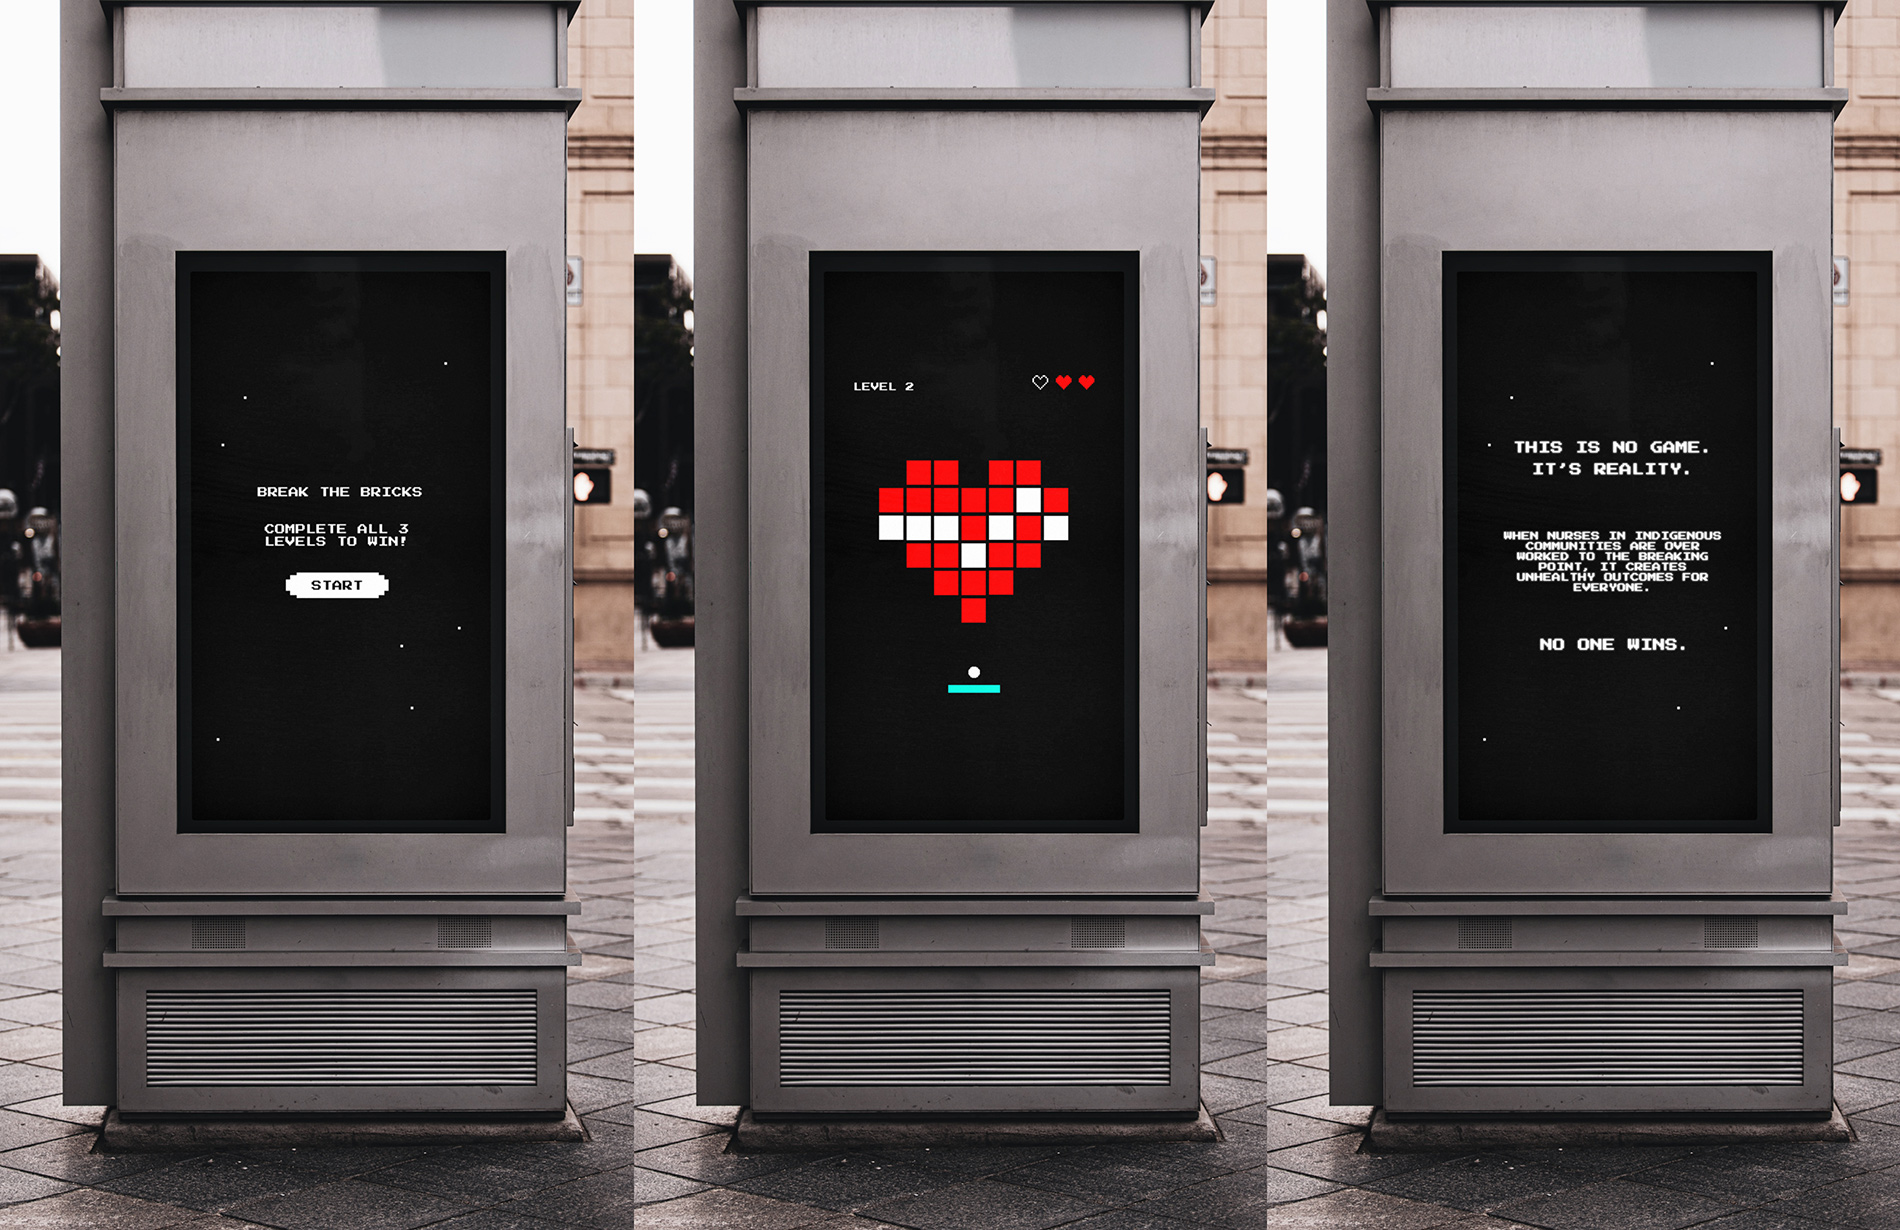 BREAK THE BRICKS
COMPLETE ALL 3
LEVELS TO WIN!
START
LEVEL 2
THIS IS NO GAME.
IT'S REALITY.
WHEN NURSES IN INDIGENOUS
COMMUNITIES ARE OVER
WORKED TO THE BREAKING
POINT, IT CREATES
UNHEALTHY OUTCOMES FOR
EVERYONE.
NO ONE WINS.